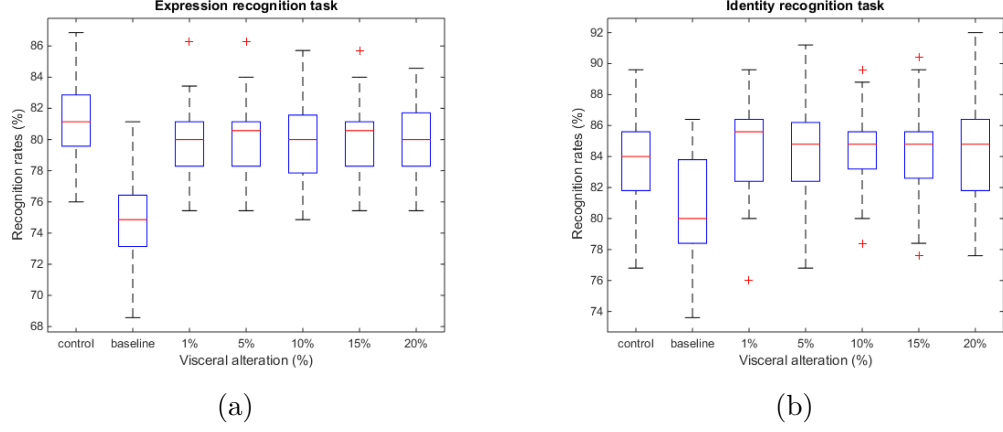 Expression recognition task
86
84
82
80
78
76
74
72
70
68
Recognition rates (%)
control baseline 1% 5% 10% 15% 20%
Visceral alteration (%)
(a)
Identity recognition task
92
90
88
86
84
82
80
78
76
74
Recognition rates (%)
control baseline 1% 5% 10% 15% 20%
Visceral alteration (%)
(b)